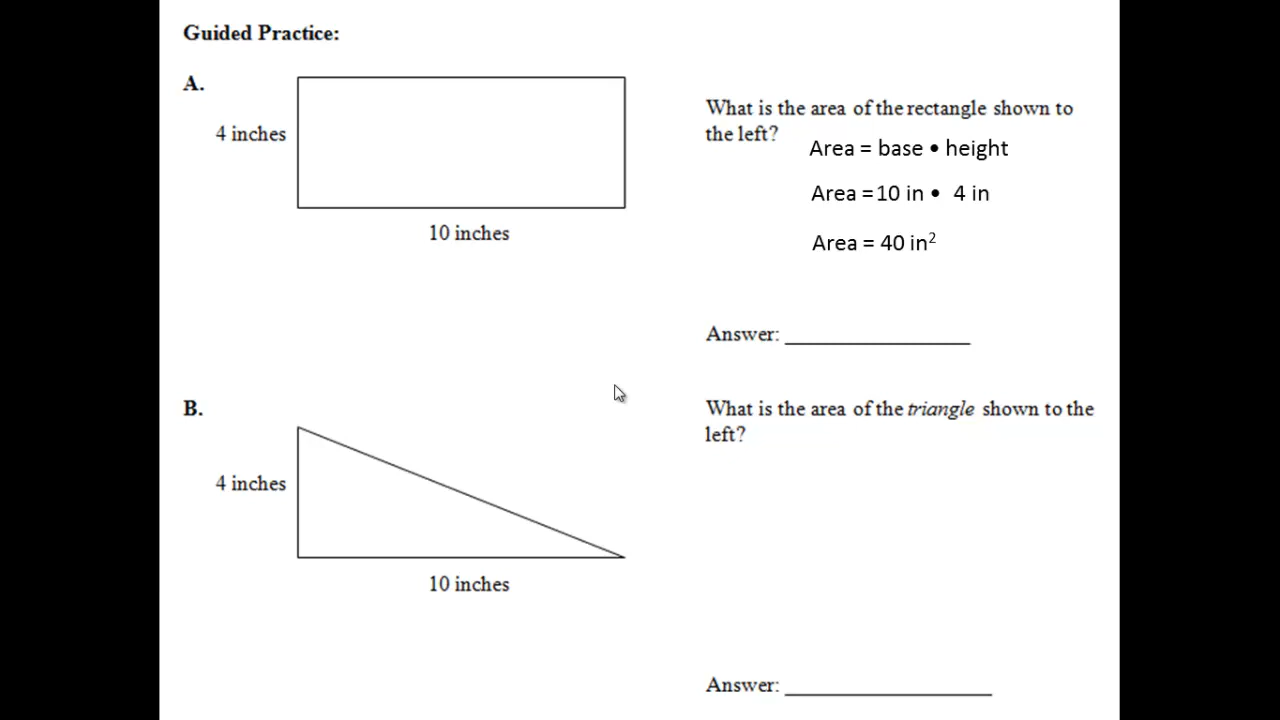 Guided Practice:
A.
4 inches
10 inches
What is the area of the rectangle shown to
the left?
Area = base • height
Area =10 in • 4 in
Area = 40 in²
Answer: _________________
B.
4 inches
10 inches
What is the area of the triangle shown to the
left?
Answer: ___________________